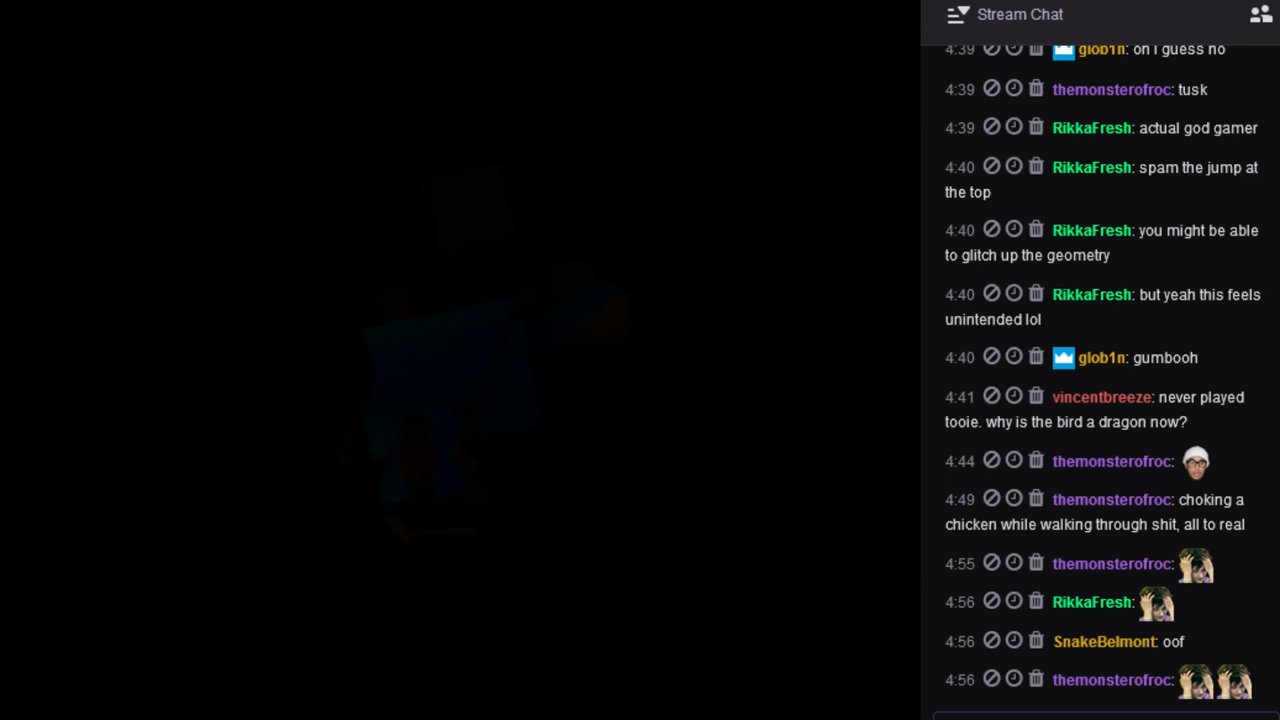 Stream Chat
4:39 glob1n: oh i guess no
4:39 themonsterofroc: tusk
4:39 RikkaFresh: actual god gamer
4:40 RikkaFresh: spam the jump at
the top
4:40 RikkaFresh: you might be able
to glitch up the geometry
4:40 RikkaFresh: but yeah this feels
unintended lol
4:40 glob1n: gumbooh
4:41 vincentbreeze: never played
tooie. why is the bird a dragon now?
4:44 themonsterofroc:
4:49 themonsterofroc: choking a
chicken while walking through shit, all to real
4:55 themonsterofroc:
4:56 RikkaFresh:
4:56 SnakeBelmont: oof
4:56 themonsterofroc: